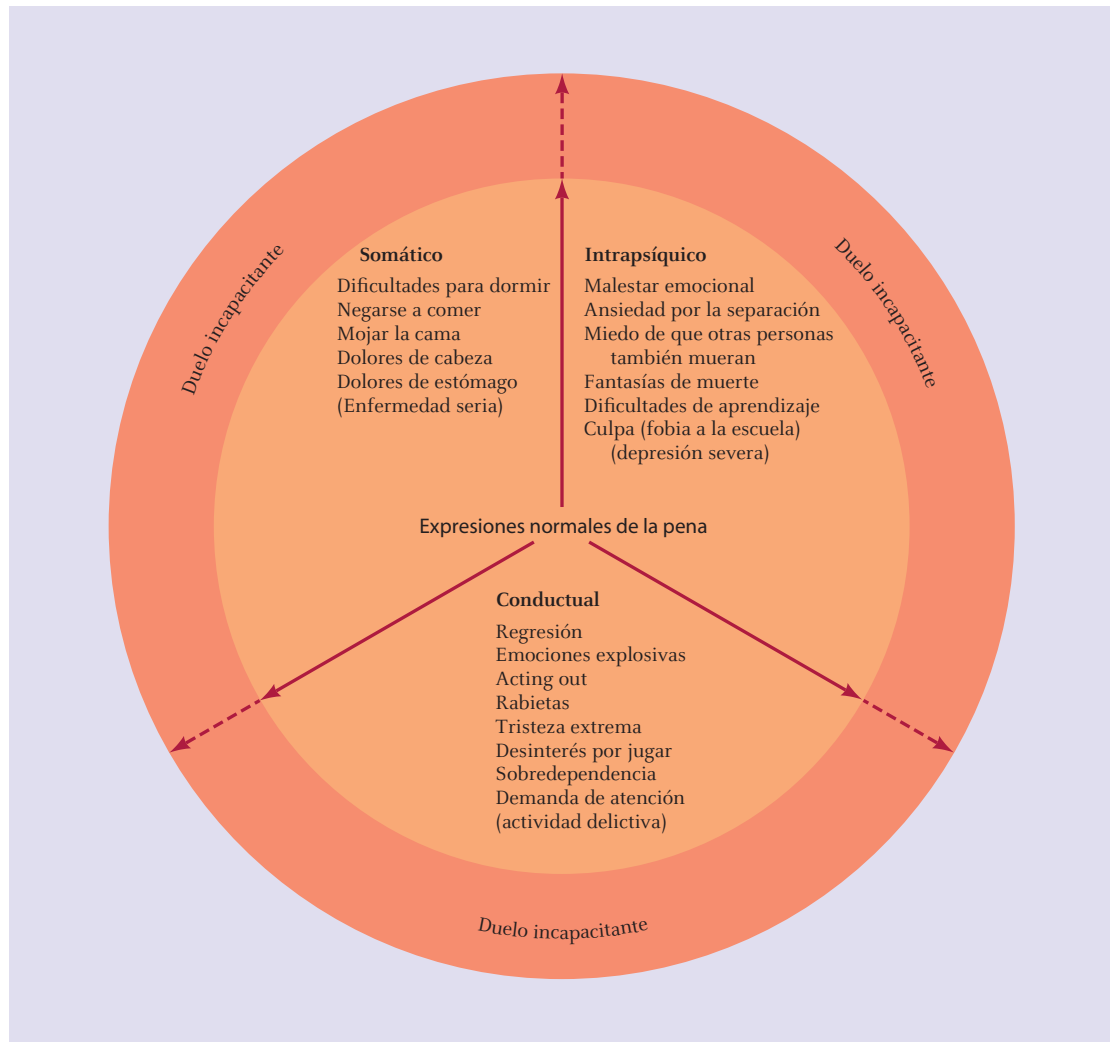 Duelo incapacitante
Somático
Dificultades para dormir
Negarse a comer
Mojar la cama
Dolores de cabeza
Dolores de estómago
(Enfermedad seria)
Intrapsíquico
Malestar emocional
Ansiedad por la separación
Miedo de que otras personas
también mueran
Fantasías de muerte
Dificultades de aprendizaje
Culpa (fobia a la escuela)
(depresión severa)
Duelo incapacitante
Expresiones normales de la pena
Conductual
Regresión
Emociones explosivas
Acting out
Rabietas
Tristeza extrema
Desinterés por jugar
Sobredependencia
Demanda de atención
(actividad delictiva)
Duelo incapacitante